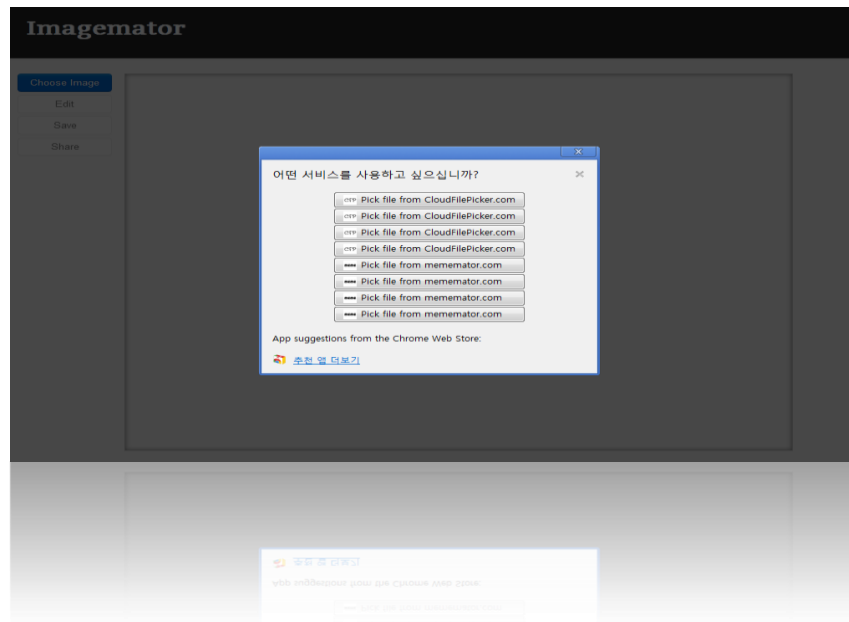 Imagemator
Choose Image
Edit
Save
Share
어떤 서비스를 사용하고 싶으십니까?
Pick file from CloudFilePicker.com
Pick file from CloudFilePicker.com
Pick file from CloudFilePicker.com
Pick file from CloudFilePicker.com
Pick file from mememator.com
Pick file from mememator.com
Pick file from mememator.com
Pick file from mememator.com
App suggestions from the Chrome Web Store:
추천 앱 더보기